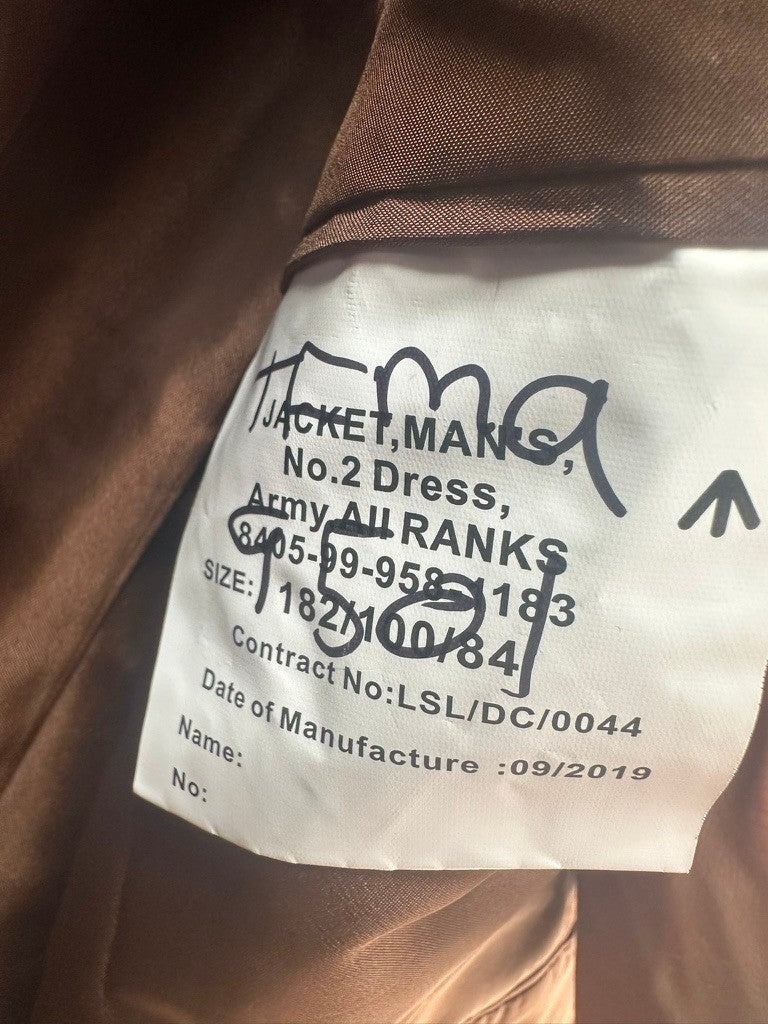 JACKET, MAN'S,
No.2 Dress,
Army All RANKS
8405-99-958-1183
SIZE: 182/100/84
Contract No:LSL/DC/0044
Date of Manufacture :09/2019
Name:
No: